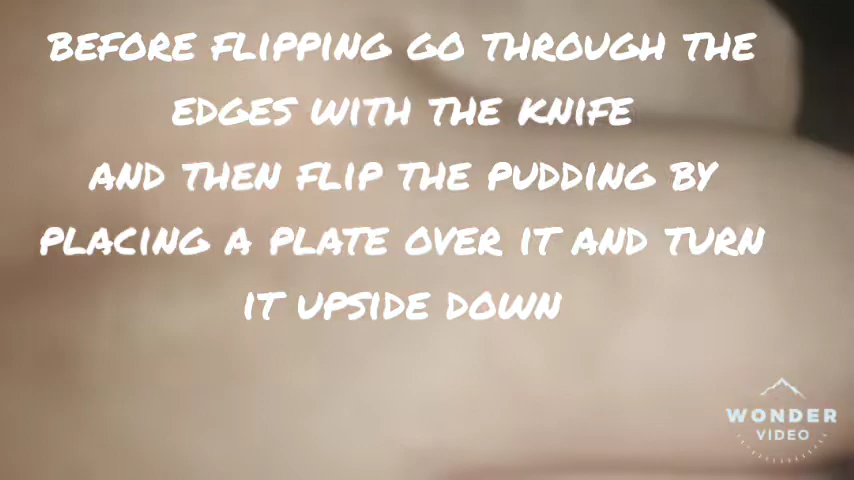 BEFORE FLIPPING GO THROUGH THE
EDGES WITH THE KNIFE
AND THEN FLIP THE PUDDING BY
PLACING A PLATE OVER IT AND TURN
IT UPSIDE DOWN
WONDER
VIDEO